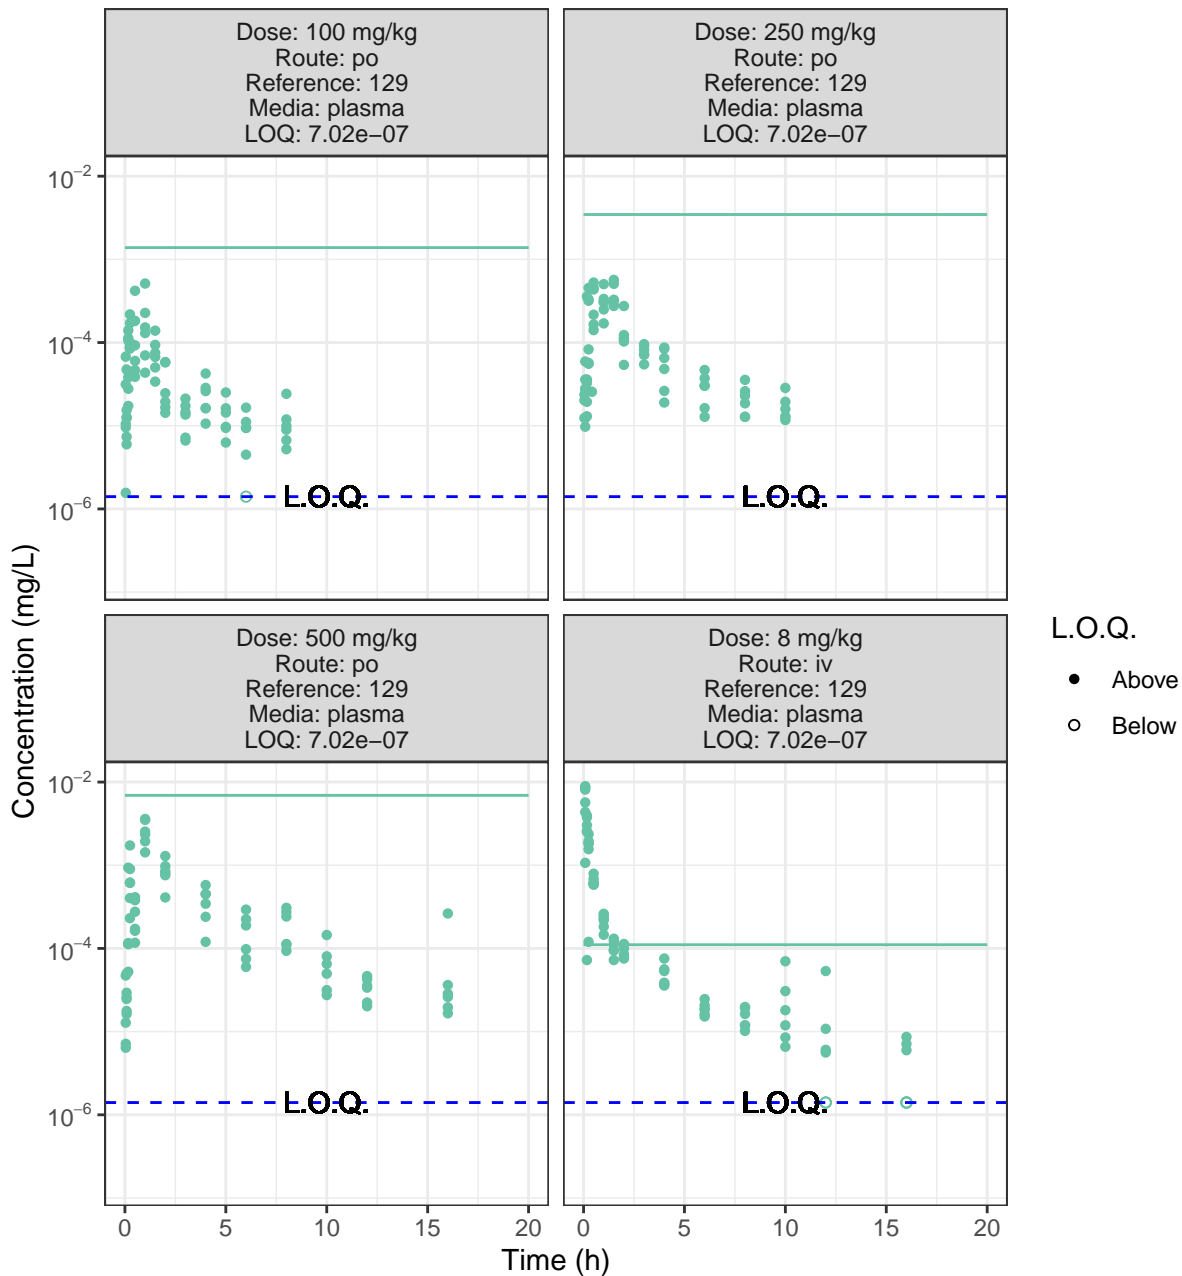 Dose: 100 mg/kg
Route: po
Reference: 129
Media: plasma
LOQ: 7.02e−07
Dose: 250 mg/kg
Route: po
Reference: 129
Media: plasma
LOQ: 7.02e−07
10⁻²
10⁻⁴
10⁻⁶
L.O.Q.
L.O.Q.
Dose: 500 mg/kg
Route: po
Reference: 129
Media: plasma
LOQ: 7.02e−07
Dose: 8 mg/kg
Route: iv
Reference: 129
Media: plasma
LOQ: 7.02e−07
10⁻²
10⁻⁴
10⁻⁶
L.O.Q.
L.O.Q.
0 5 10 15 20
0 5 10 15 20
Time (h)
Concentration (mg/L)
L.O.Q.
Above
Below